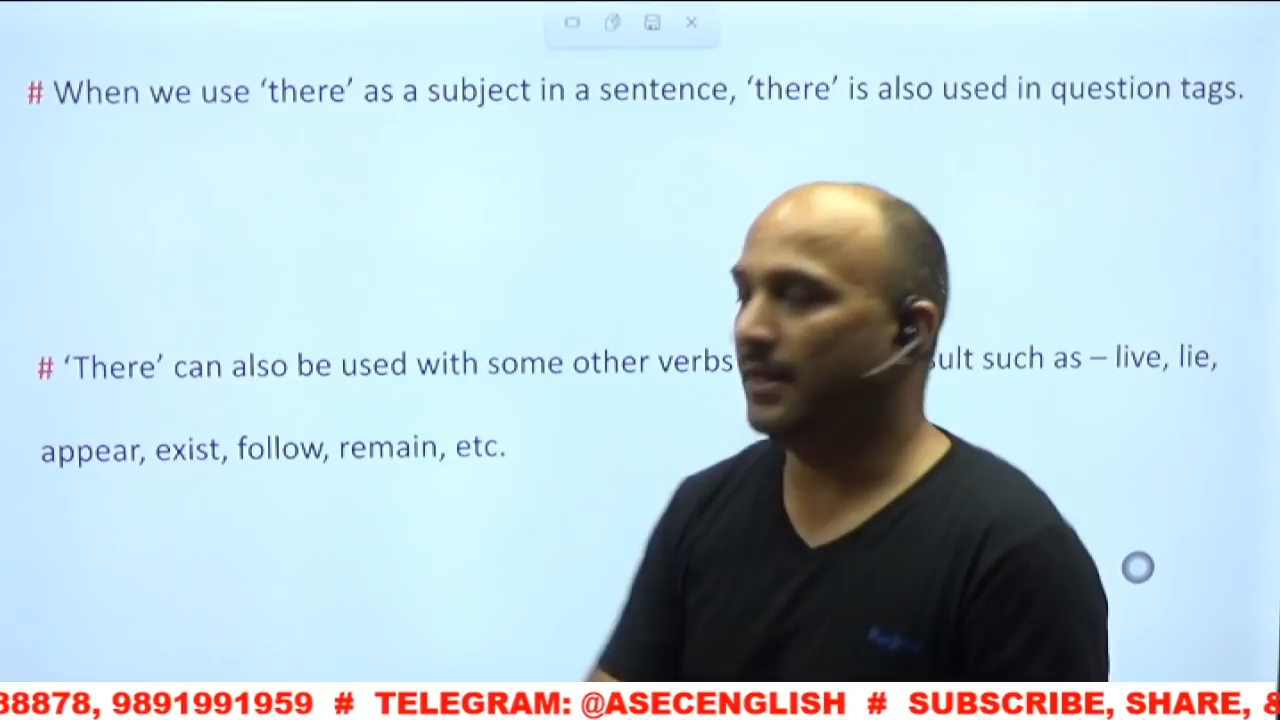 # When we use ‘there’ as a subject in a sentence, ‘there’ is also used in question tags.
# ‘There’ can also be used with some other verbs sult such as – live, lie,
appear, exist, follow, remain, etc.
38878, 9891991959 # TELEGRAM: @ASECENGLISH # SUBSCRIBE, SHARE, &